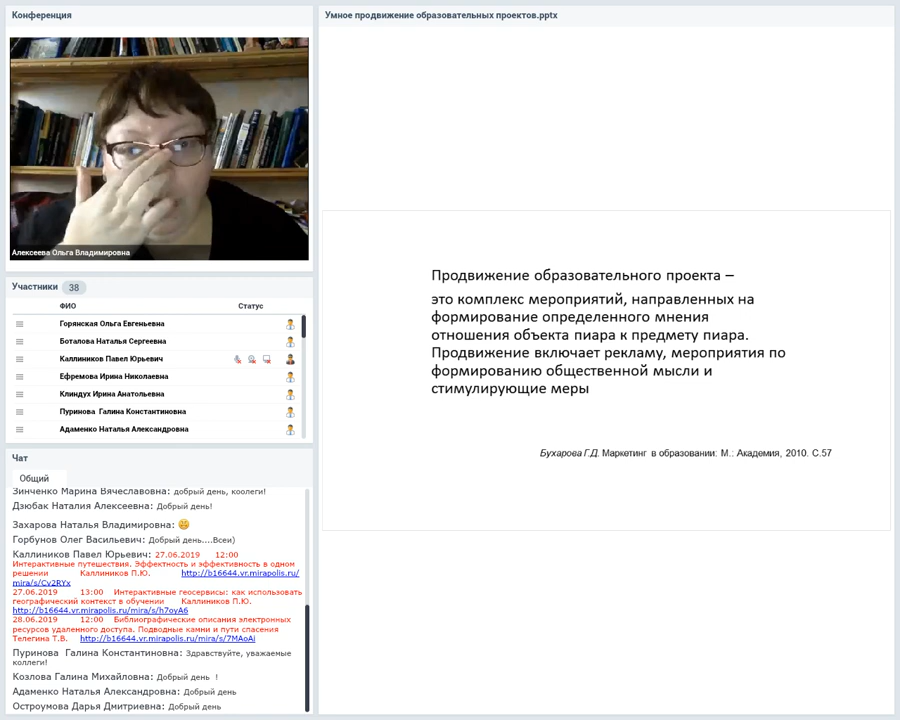 Конференция
Алексеева Ольга Владимировна
Участники 38
ФИО Статус
Горянская Ольга Евгеньевна
Боталова Наталья Сергеевна
Каллиников Павел Юрьевич
Ефремова Ирина Николаевна
Клиндух Ирина Анатольевна
Пуринова Галина Константиновна
Адаменко Наталья Александровна
Чат
Общий
Зинченко Марина Вячеславовна: добрый день, коолеги!
Дзюбак Наталия Алексеевна: Добрый день!
Захарова Наталья Владимировна:
Горбунов Олег Васильевич: Добрый день....Всеи)
Каллиников Павел Юрьевич: 27.06.2019 12:00
Интерактивные путешествия. Эффектность и эффективность в одном
решении Каллиников П.Ю. http://b16644.vr.mirapolis.ru/
mira/s/Cv2RYx
27.06.2019 13:00 Интерактивные геосервисы: как использовать
географический контекст в обучении Каллиников П.Ю.
http://b16644.vr.mirapolis.ru/mira/s/h7oyA6
28.06.2019 12:00 Библиографические описания электронных
ресурсов удаленного доступа. Подводные камни и пути спасения
Телегина Т.В. http://b16644.vr.mirapolis.ru/mira/s/7MAoAi
Пуринова Галина Константиновна: Здравствуйте, уважаемые
коллеги!
Козлова Галина Михайловна: Добрый день !
Адаменко Наталья Александровна: Добрый день
Остроумова Дарья Дмитриевна: Добрый день
Умное продвижение образовательных проектов.pptx
Продвижение образовательного проекта –
это комплекс мероприятий, направленных на
формирование определенного мнения
отношения объекта пиара к предмету пиара.
Продвижение включает рекламу, мероприятия по
формированию общественной мысли и
стимулирующие меры
Бухарова Г.Д. Маркетинг в образовании: М.: Академия, 2010. С.57